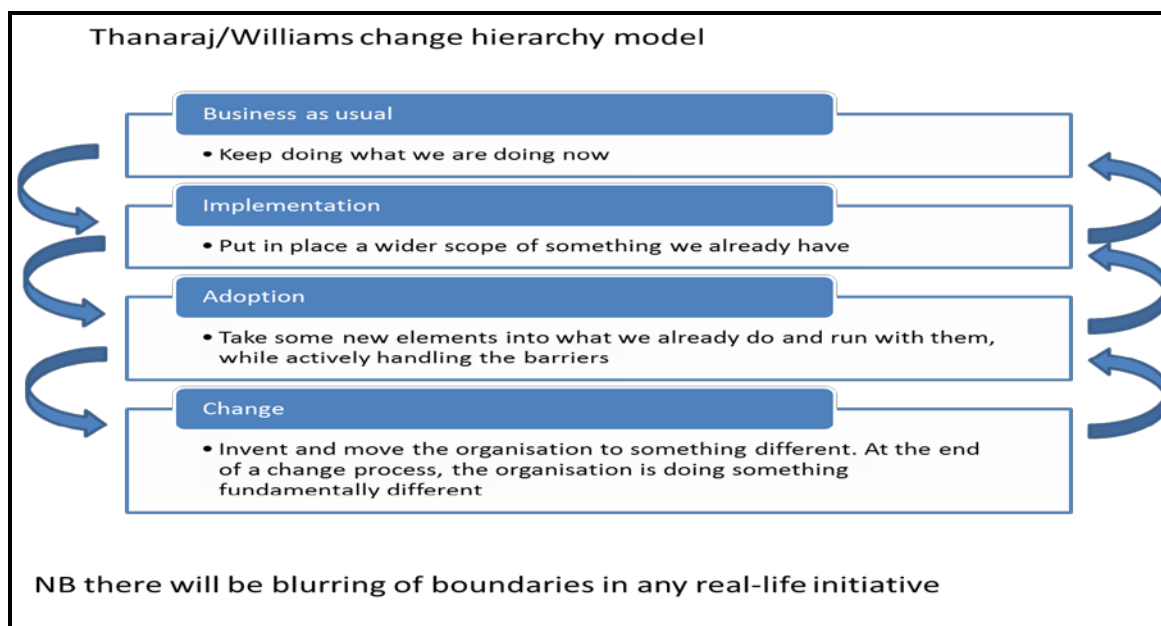 Thanaraj/Williams change hierarchy model
Business as usual
• Keep doing what we are doing now
Implementation
• Put in place a wider scope of something we already have
Adoption
• Take some new elements into what we already do and run with them,
while actively handling the barriers
Change
• Invent and move the organisation to something different. At the end
of a change process, the organisation is doing something
fundamentally different
NB there will be blurring of boundaries in any real-life initiative